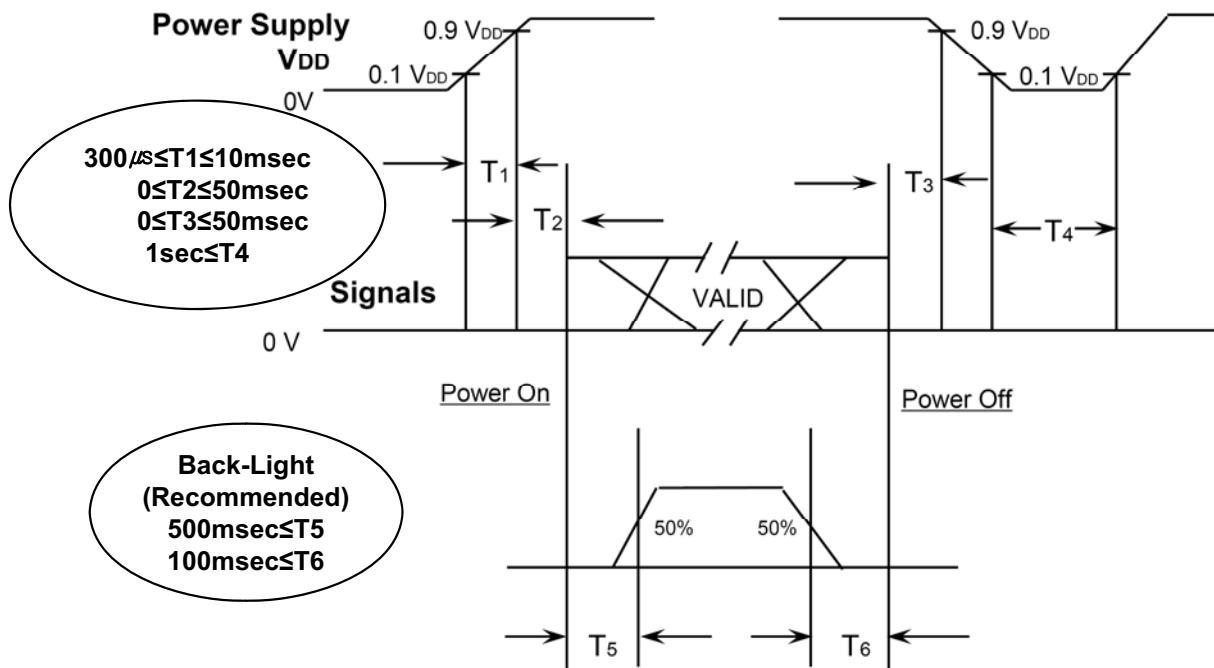 Power Supply
VDD
0.9 VDD
0.1 VDD
0V
0.9 VDD
0.1 VDD
300㎲≤T1≤10msec
0≤T2≤50msec
0≤T3≤50msec
1sec≤T4
T1
T2
T3
T4
Signals
VALID
0 V
Power On
Power Off
Back-Light
(Recommended)
500msec≤T5
100msec≤T6
50%
50%
T5
T6